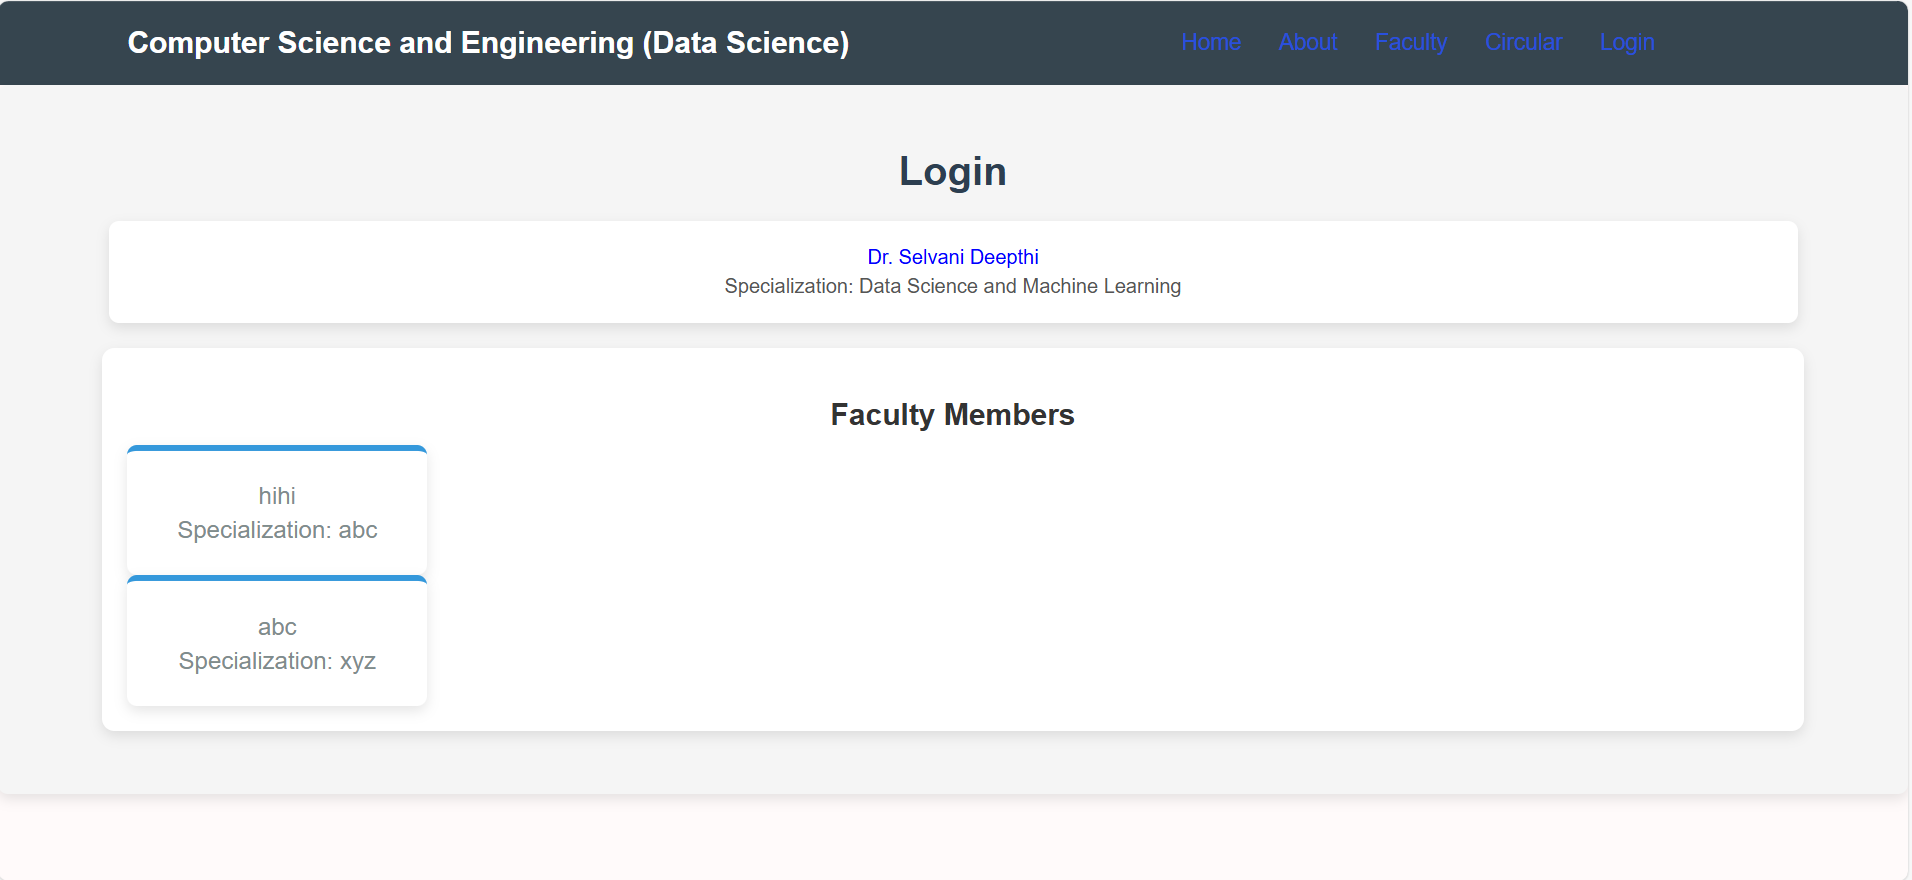 Computer Science and Engineering (Data Science)
Home About Faculty Circular Login
Login
Dr. Selvani Deepthi
Specialization: Data Science and Machine Learning
Faculty Members
hihi
Specialization: abc
abc
Specialization: xyz